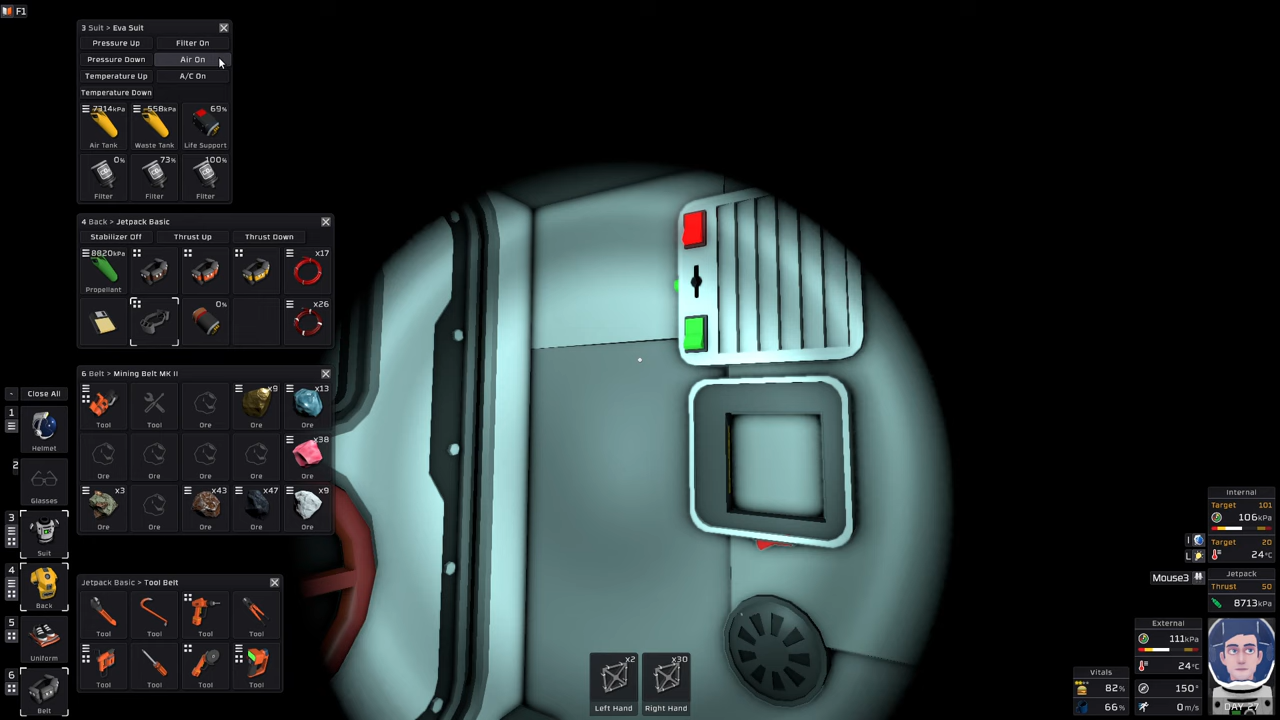 F1
3 Suit > Eva Suit
Pressure Up Filter On
Pressure Down Air On
Temperature Up A/C On
Temperature Down
7314kPa 558kPa 69%
Air Tank Waste Tank Life Support
0% 73% 100%
Filter Filter Filter
4 Back > Jetpack Basic
Stabilizer Off Thrust Up Thrust Down
8820kPa x17
Propellant
0% x26
6 Belt > Mining Belt MK II
x9 x13
Tool Tool Ore Ore Ore
x38
Ore Ore Ore Ore Ore
x3 x43 x47 x9
Ore Ore Ore Ore Ore
Jetpack Basic > Tool Belt
Tool Tool Tool Tool
Tool Tool Tool Tool
- Close All
1
Helmet
2
Glasses
3
Suit
4
Back
5
Uniform
6
Belt
x2 x30
Left Hand Right Hand
Internal
Target 101
106kPa
Target 20
24°C
I
L
Mouse3
Jetpack
Thrust 50
8713kPa
External
111kPa
24°C
150°
0m/s
Vitals
82%
66%
DAY 27